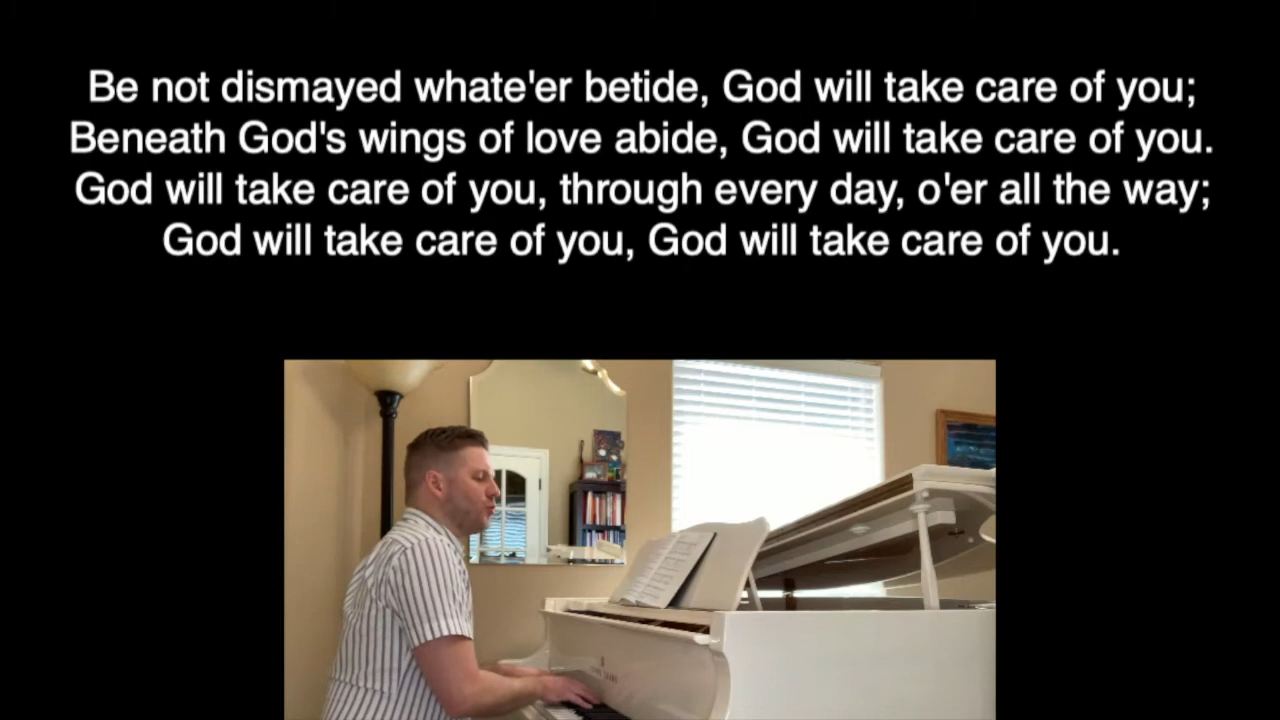 Be not dismayed whate'er betide, God will take care of you;
Beneath God's wings of love abide, God will take care of you.
God will take care of you, through every day, o'er all the way;
God will take care of you, God will take care of you.